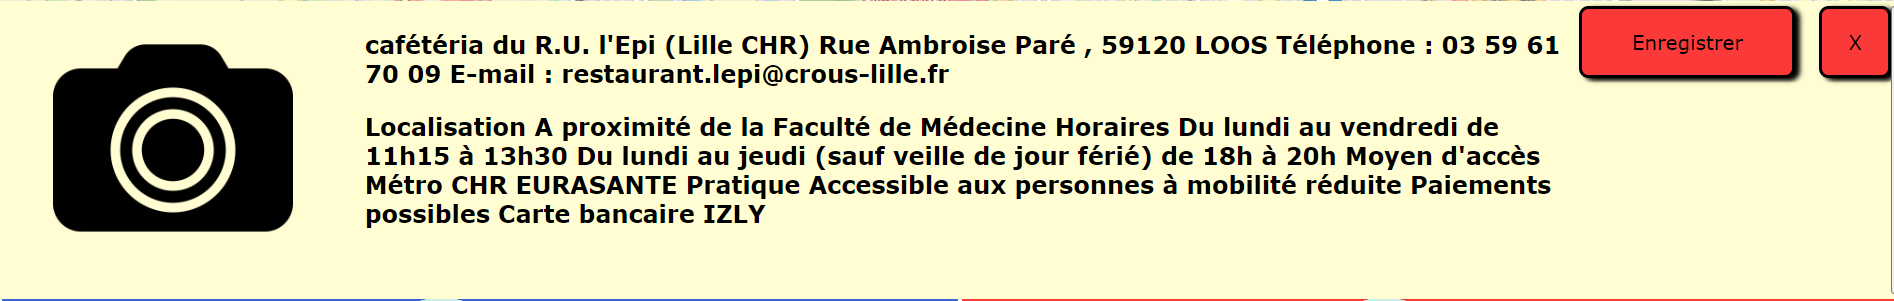 cafétéria du R.U. l'Epi (Lille CHR) Rue Ambroise Paré , 59120 LOOS Téléphone : 03 59 61
70 09 E-mail : restaurant.lepi@crous-lille.fr
Enregistrer
X
Localisation A proximité de la Faculté de Médecine Horaires Du lundi au vendredi de
11h15 à 13h30 Du lundi au jeudi (sauf veille de jour férié) de 18h à 20h Moyen d'accès
Métro CHR EURASANTE Pratique Accessible aux personnes à mobilité réduite Paiements
possibles Carte bancaire IZLY